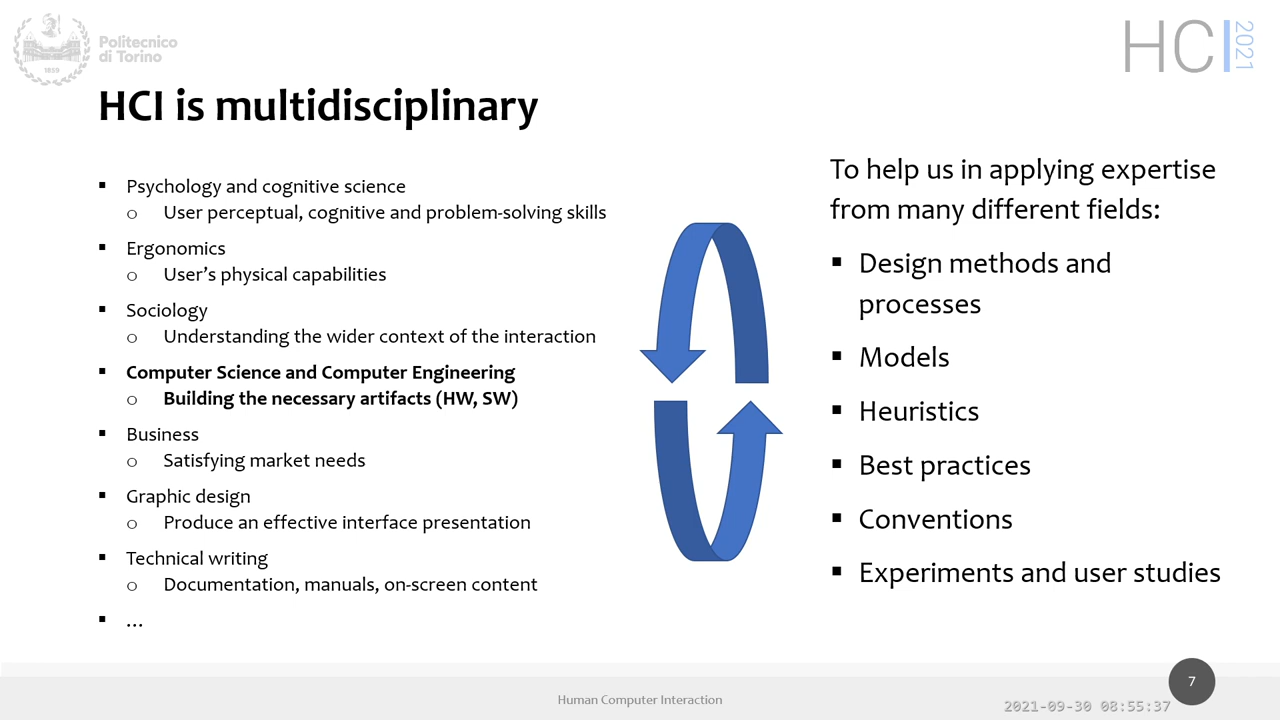 Politecnico
di Torino
1859
HCI 2021
HCI is multidisciplinary
▪ Psychology and cognitive science
o User perceptual, cognitive and problem-solving skills
▪ Ergonomics
o User’s physical capabilities
▪ Sociology
o Understanding the wider context of the interaction
▪ Computer Science and Computer Engineering
o Building the necessary artifacts (HW, SW)
▪ Business
o Satisfying market needs
▪ Graphic design
o Produce an effective interface presentation
▪ Technical writing
o Documentation, manuals, on-screen content
▪ …
To help us in applying expertise
from many different fields:
▪ Design methods and
processes
▪ Models
▪ Heuristics
▪ Best practices
▪ Conventions
▪ Experiments and user studies
Human Computer Interaction
7
2021-09-30 08:55:37